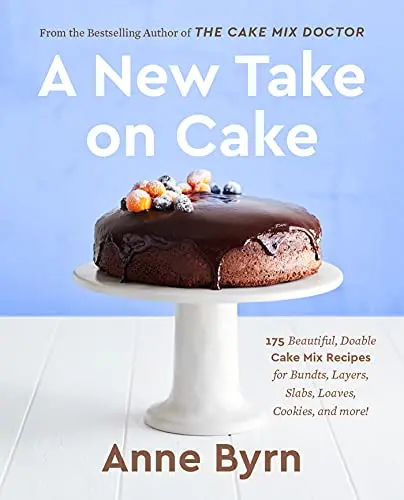 From the Bestselling Author of THE CAKE MIX DOCTOR
A New Take
on Cake
175 Beautiful, Doable
Cake Mix Recipes
for Bundts, Layers,
Slabs, Loaves,
Cookies, and more!
Anne Byrn